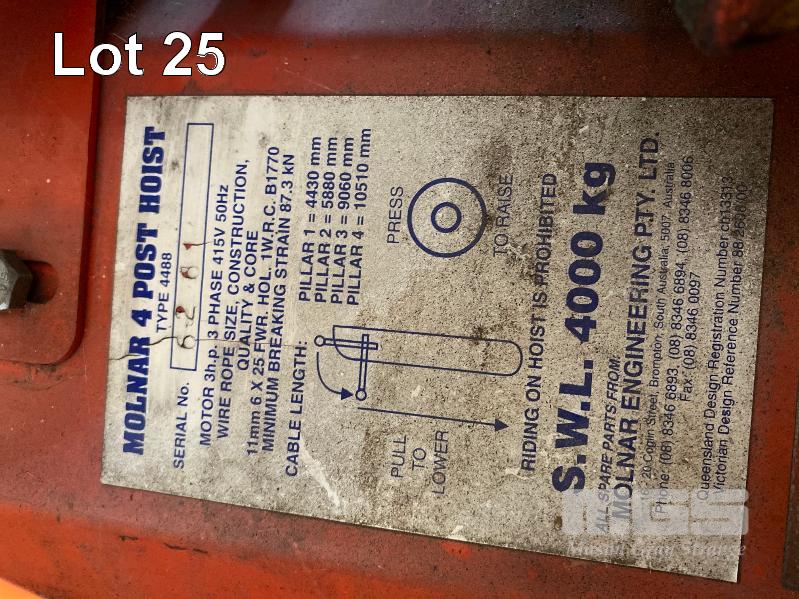 Lot 25
MOLNAR 4 POST HOIST
TYPE 4488
SERIAL No. 6261
MOTOR 3h.p. 3 PHASE 415V 50Hz
WIRE ROPE SIZE, CONSTRUCTION,
QUALITY & CORE
11mm 6 X 25 FWR. HOL. 1W.R.C. B1770
MINIMUM BREAKING STRAIN 87.3 kN
CABLE LENGTH:
PILLAR 1 = 4430 mm
PILLAR 2 = 5880 mm
PILLAR 3 = 9060 mm
PILLAR 4 = 10510 mm
PRESS
TO RAISE
PULL
TO
LOWER
RIDING ON HOIST IS PROHIBITED
S.W.L. 4000 kg
ALL SPARE PARTS FROM:
MOLNAR ENGINEERING PTY. LTD.
20 Coglin Street, Brompton, South Australia, 5007, Australia
Phone: (08) 8346 6893, (08) 8346 6894, (08) 8346 8006
Fax: (08) 8346 0097
Queensland Design Registration Number
Victorian Design Reference Number
MGS
Mason Gray Strange